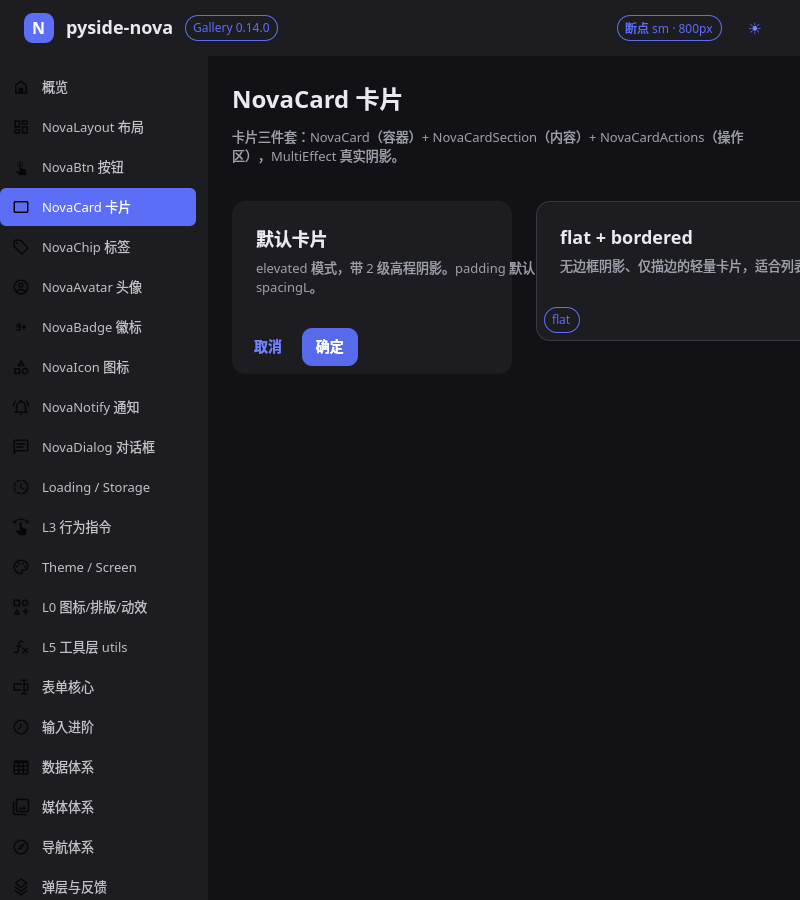 N pyside-nova Gallery 0.14.0 断点 sm · 800px
概览
NovaLayout 布局
NovaBtn 按钮
NovaCard 卡片
NovaChip 标签
NovaAvatar 头像
9+ NovaBadge 徽标
NovaIcon 图标
NovaNotify 通知
NovaDialog 对话框
Loading / Storage
L3 行为指令
Theme / Screen
L0 图标/排版/动效
L5 工具层 utils
表单核心
输入进阶
数据体系
媒体体系
导航体系
弹层与反馈
NovaCard 卡片
卡片三件套：NovaCard（容器）+ NovaCardSection（内容）+ NovaCardActions（操作
区），MultiEffect 真实阴影。
默认卡片
elevated 模式，带 2 级高程阴影。padding 默认
spacingL。
取消 确定
flat + bordered
无边框阴影、仅描边的轻量卡片，适合列
flat